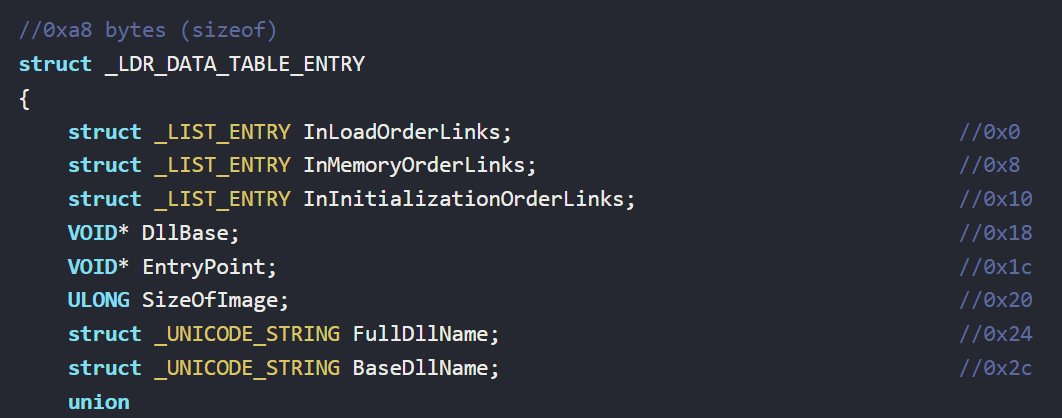 //0xa8 bytes (sizeof)
struct _LDR_DATA_TABLE_ENTRY
{
    struct _LIST_ENTRY InLoadOrderLinks; //0x0
    struct _LIST_ENTRY InMemoryOrderLinks; //0x8
    struct _LIST_ENTRY InInitializationOrderLinks; //0x10
    VOID* DllBase; //0x18
    VOID* EntryPoint; //0x1c
    ULONG SizeOfImage; //0x20
    struct _UNICODE_STRING FullDllName; //0x24
    struct _UNICODE_STRING BaseDllName; //0x2c
    union